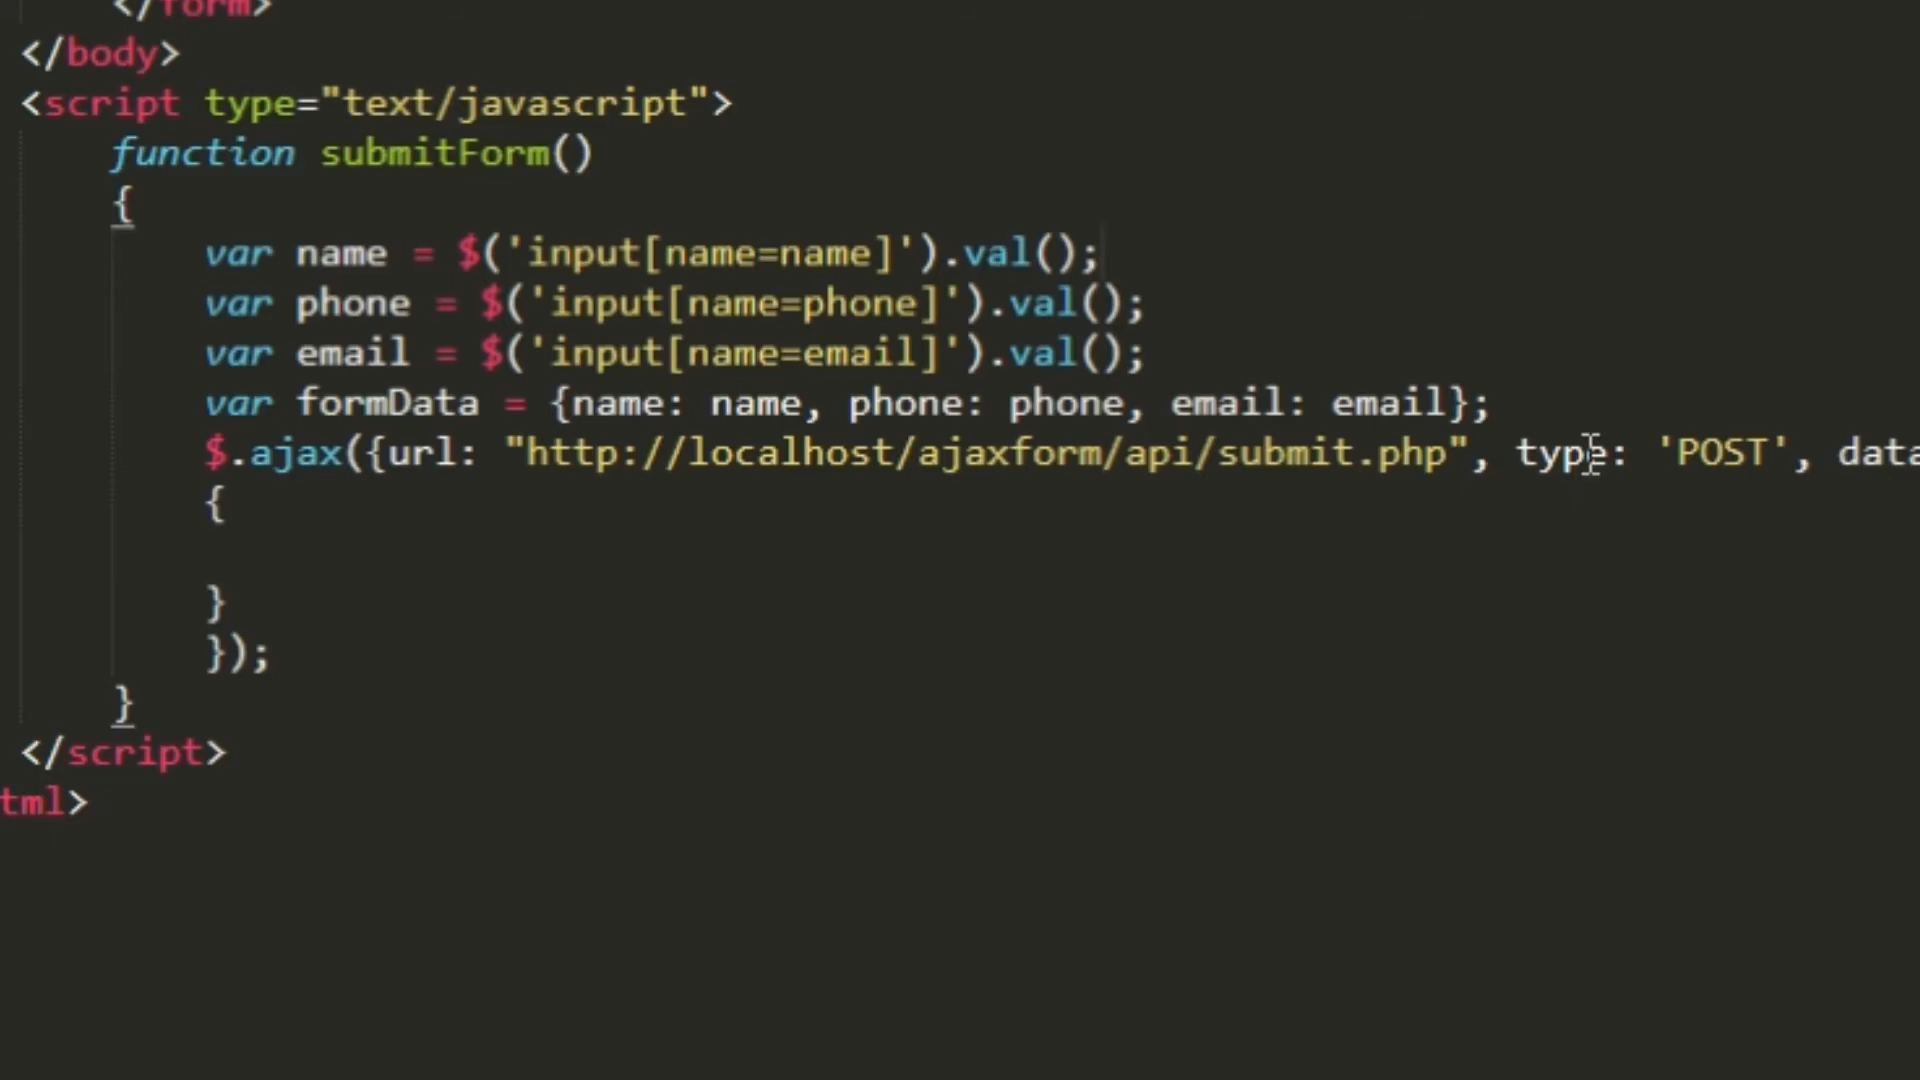 </form>
</body>
<script type="text/javascript">
function submitForm()
{
var name = $('input[name=name]').val();
var phone = $('input[name=phone]').val();
var email = $('input[name=email]').val();
var formData = {name: name, phone: phone, email: email};
$.ajax({url: "http://localhost/ajaxform/api/submit.php", type: 'POST', data
{
}
});
}
</script>
tml>